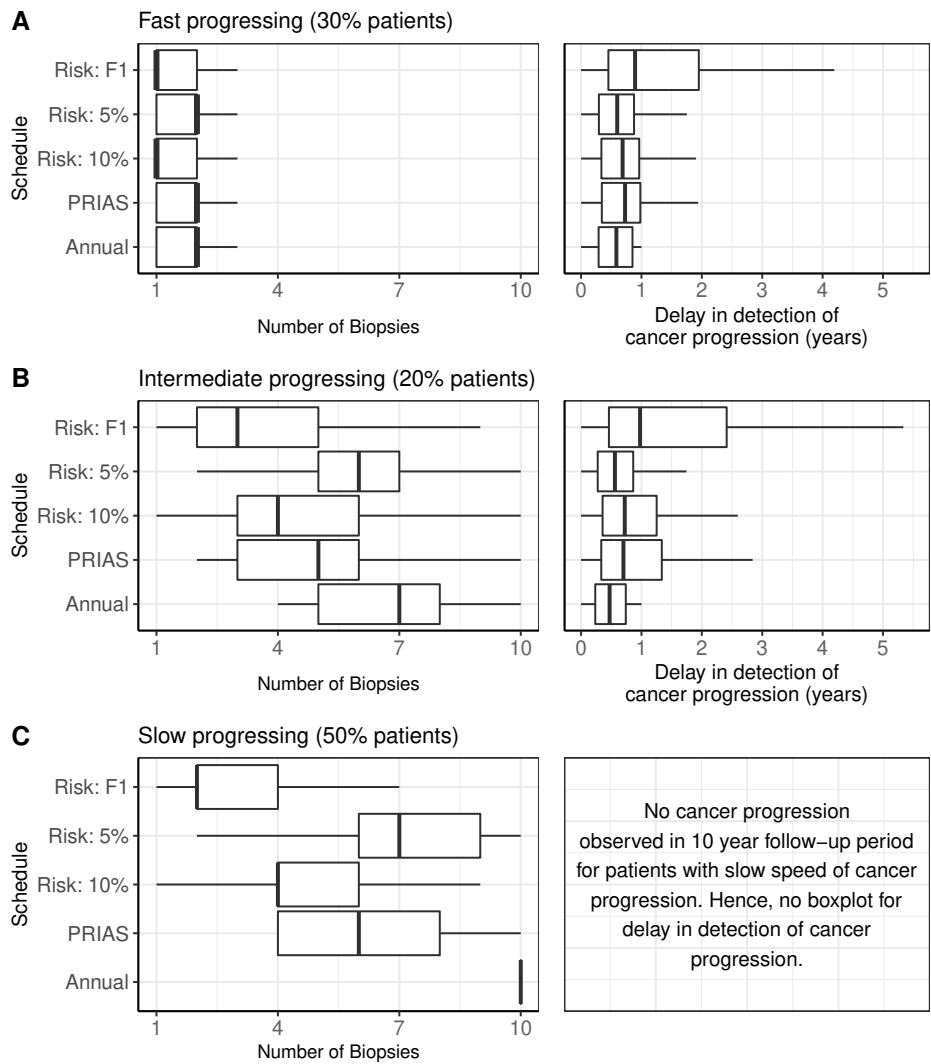 A
Fast progressing (30% patients)
Schedule
Risk: F1
Risk: 5%
Risk: 10%
PRIAS
Annual
1 4 7 10
Number of Biopsies
0 1 2 3 4 5
Delay in detection of
cancer progression (years)
B
Intermediate progressing (20% patients)
Schedule
Risk: F1
Risk: 5%
Risk: 10%
PRIAS
Annual
1 4 7 10
Number of Biopsies
0 1 2 3 4 5
Delay in detection of
cancer progression (years)
C
Slow progressing (50% patients)
Schedule
Risk: F1
Risk: 5%
Risk: 10%
PRIAS
Annual
1 4 7 10
Number of Biopsies
No cancer progression
observed in 10 year follow−up period
for patients with slow speed of cancer
progression. Hence, no boxplot for
delay in detection of cancer
progression.